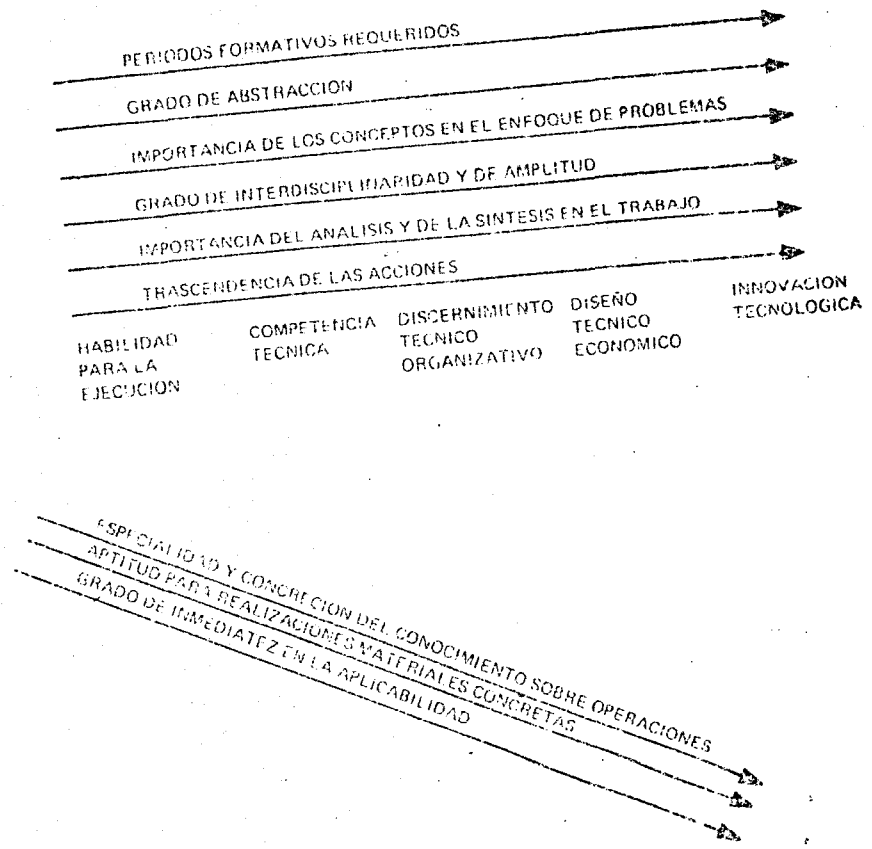 PERIODOS FORMATIVOS REQUERIDOS
GRADO DE ABSTRACCION
IMPORTANCIA DE LOS CONCEPTOS EN EL ENFOQUE DE PROBLEMAS
GRADO DE INTERDISCIPLINARIDAD Y DE AMPLITUD
IMPORTANCIA DEL ANALISIS Y DE LA SINTESIS EN EL TRABAJO
TRASCENDENCIA DE LAS ACCIONES
HABILIDAD
PARA LA
EJECUCION
COMPETENCIA
TECNICA
DISCERNIMIENTO
TECNICO
ORGANIZATIVO
DISEÑO
TECNICO
ECONOMICO
INNOVACION
TECNOLOGICA
ESPECIALIDAD Y CONCRECION DEL CONOCIMIENTO SOBRE OPERACIONES
APTITUD PARA REALIZACIONES MATERIALES CONCRETAS
GRADO DE INMEDIATEZ EN LA APLICABILIDAD